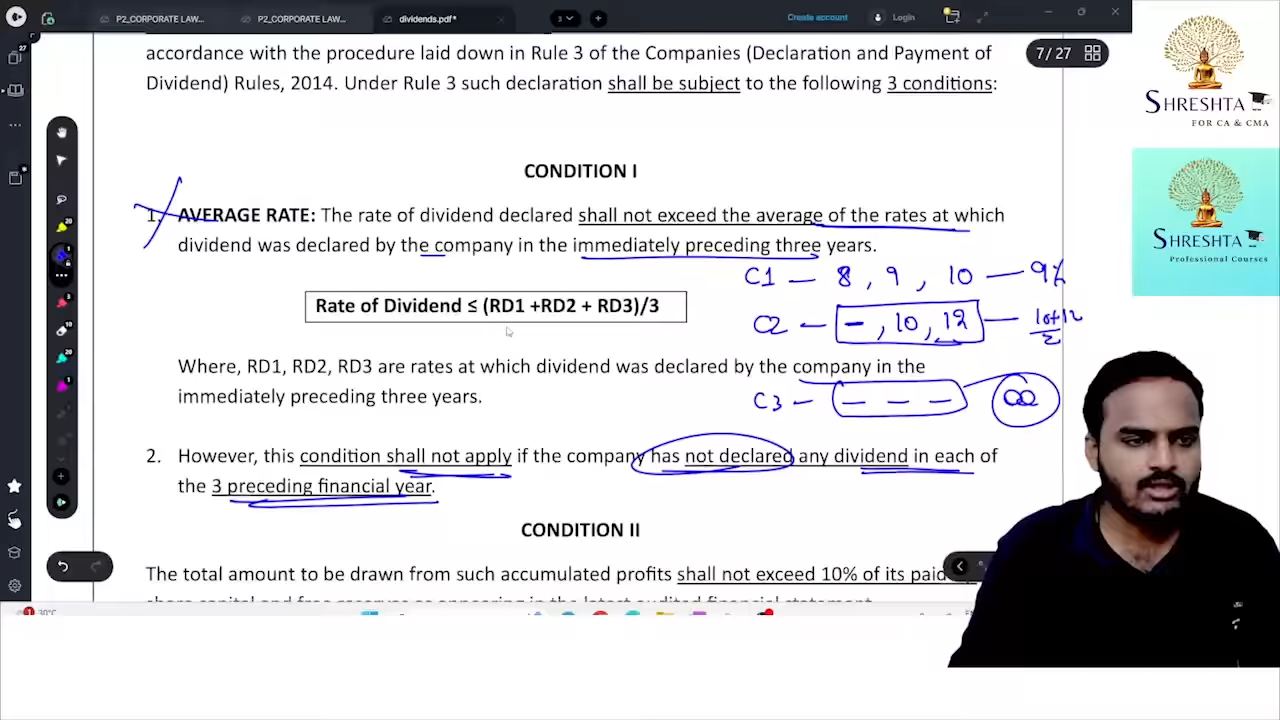 P2_CORPORATE LAW...
P2_CORPORATE LAW...
dividends.pdf*
3
Create account
Login
accordance with the procedure laid down in Rule 3 of the Companies (Declaration and Payment of
Dividend) Rules, 2014. Under Rule 3 such declaration shall be subject to the following 3 conditions:
7 / 27
SHRESHTA
FOR CA & CMA
SHRESHTA
Professional Courses
CONDITION I
1. AVERAGE RATE: The rate of dividend declared shall not exceed the average of the rates at which
dividend was declared by the company in the immediately preceding three years.
C1 — 8, 9, 10 — 9%
Rate of Dividend ≤ (RD1 +RD2 + RD3)/3
C2 — -, 10, 12 — 10+12
2
Where, RD1, RD2, RD3 are rates at which dividend was declared by the company in the
immediately preceding three years.
C3 — — — —
2. However, this condition shall not apply if the company has not declared any dividend in each of
the 3 preceding financial year.
CONDITION II
The total amount to be drawn from such accumulated profits shall not exceed 10% of its paid
30°C